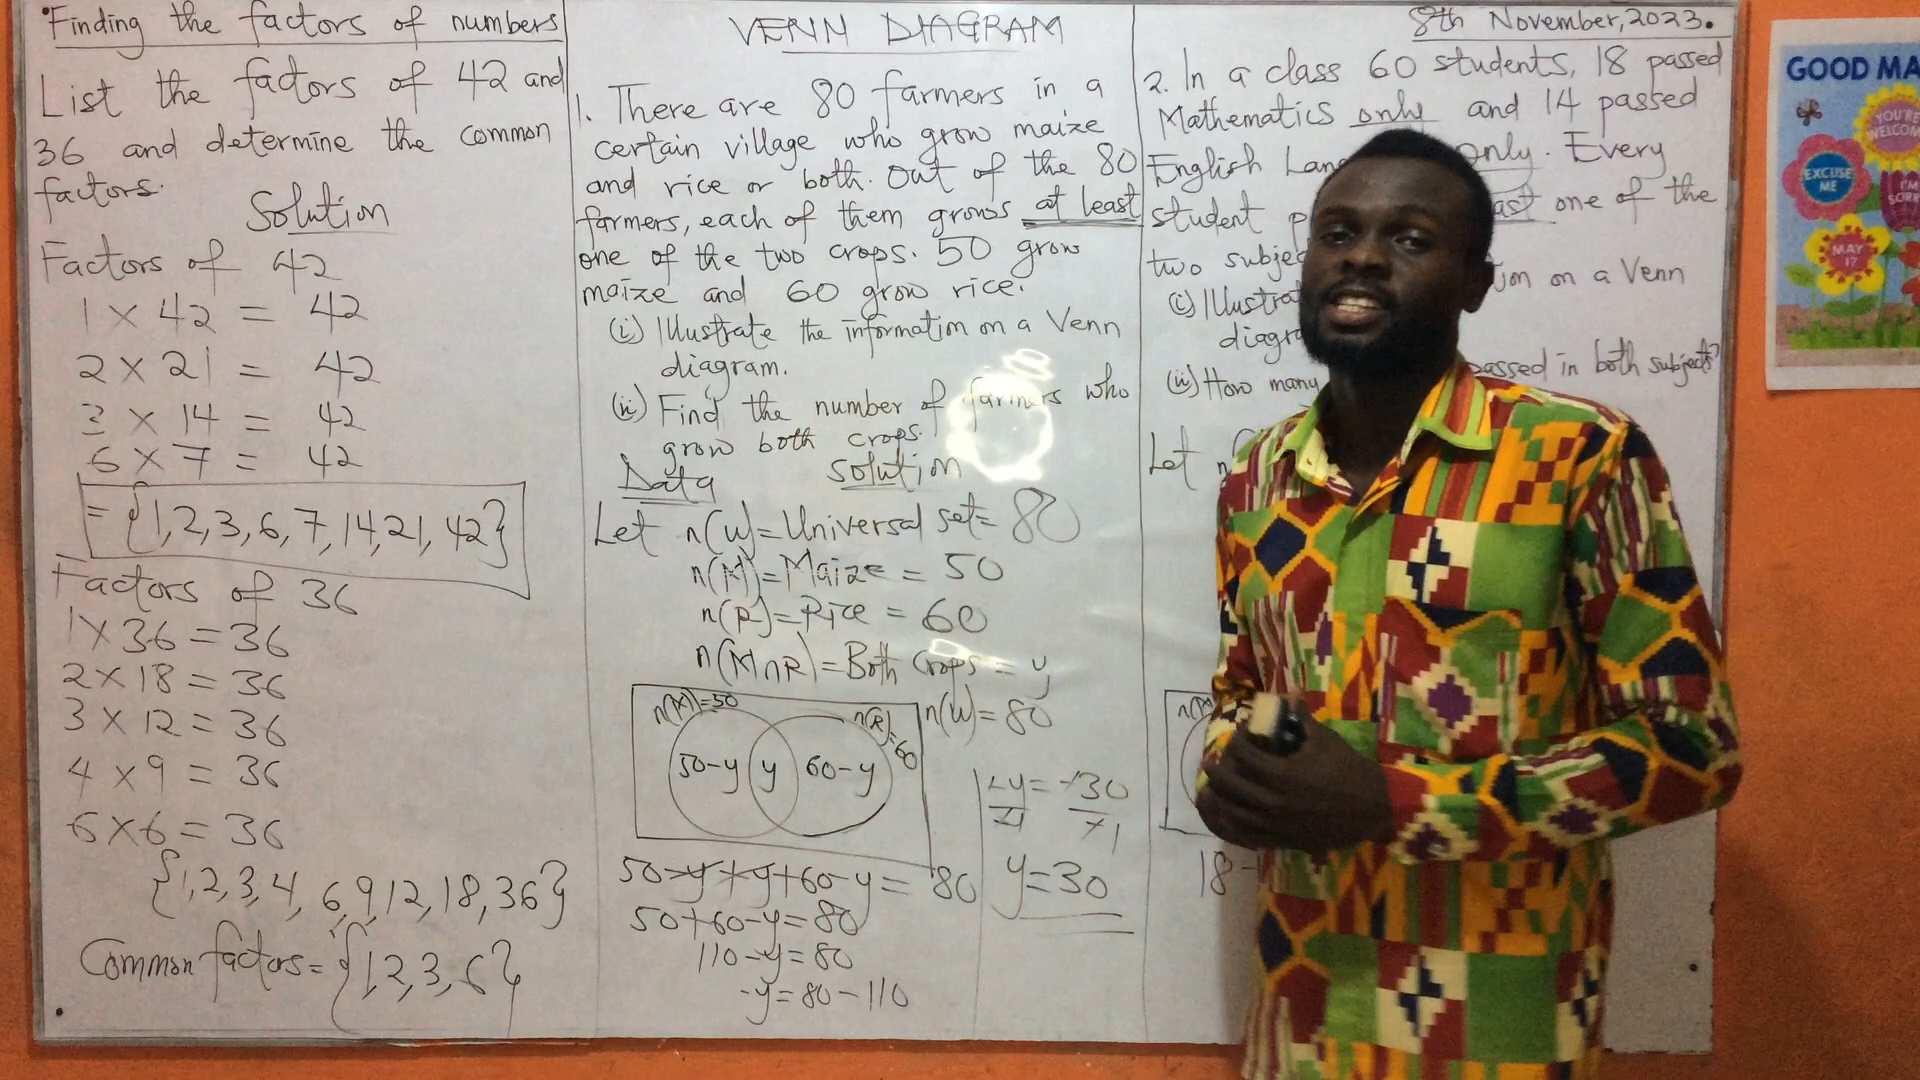 Finding the factors of numbers
List the factors of 42 and
36 and determine the common
factors.
Solution
Factors of 42
1 × 42 = 42
2 × 21 = 42
3 × 14 = 42
6 × 7 = 42
= {1,2,3,6,7,14,21,42}
Factors of 36
1 × 36 = 36
2 × 18 = 36
3 × 12 = 36
4 × 9 = 36
6 × 6 = 36
{1,2,3,4,6,9,12,18,36}
Common factors = {1,2,3,6}
VENN DIAGRAM
1. There are 80 farmers in a
certain village who grow maize
and rice or both. Out of the 80
farmers, each of them grows at least
one of the two crops. 50 grow
maize and 60 grow rice.
(i) Illustrate the information on a Venn
diagram.
(ii) Find the number of farmers who
grow both crops.
Data Solution
Let n(U)=Universal set=80
n(M)=Maize = 50
n(R)=Rice = 60
n(M∩R)=Both Crops = y
n(M)=50
n(R)=60
n(U)=80
50-y y 60-y
50-y+y+60-y= 80
50+60-y=80
110-y=80
-y=80-110
-y = -30
-1 -1
y=30
8th November,2023.
2. In a class 60 students, 18 passed
Mathematics only and 14 passed
English only. Every
student one of the
two on a Venn
(i)
(ii) How many passed in both subjects?
Let
18
GOOD MA
YOU'RE
WELCOM
EXCUSE
ME
I'M
SORR
MAY
I?